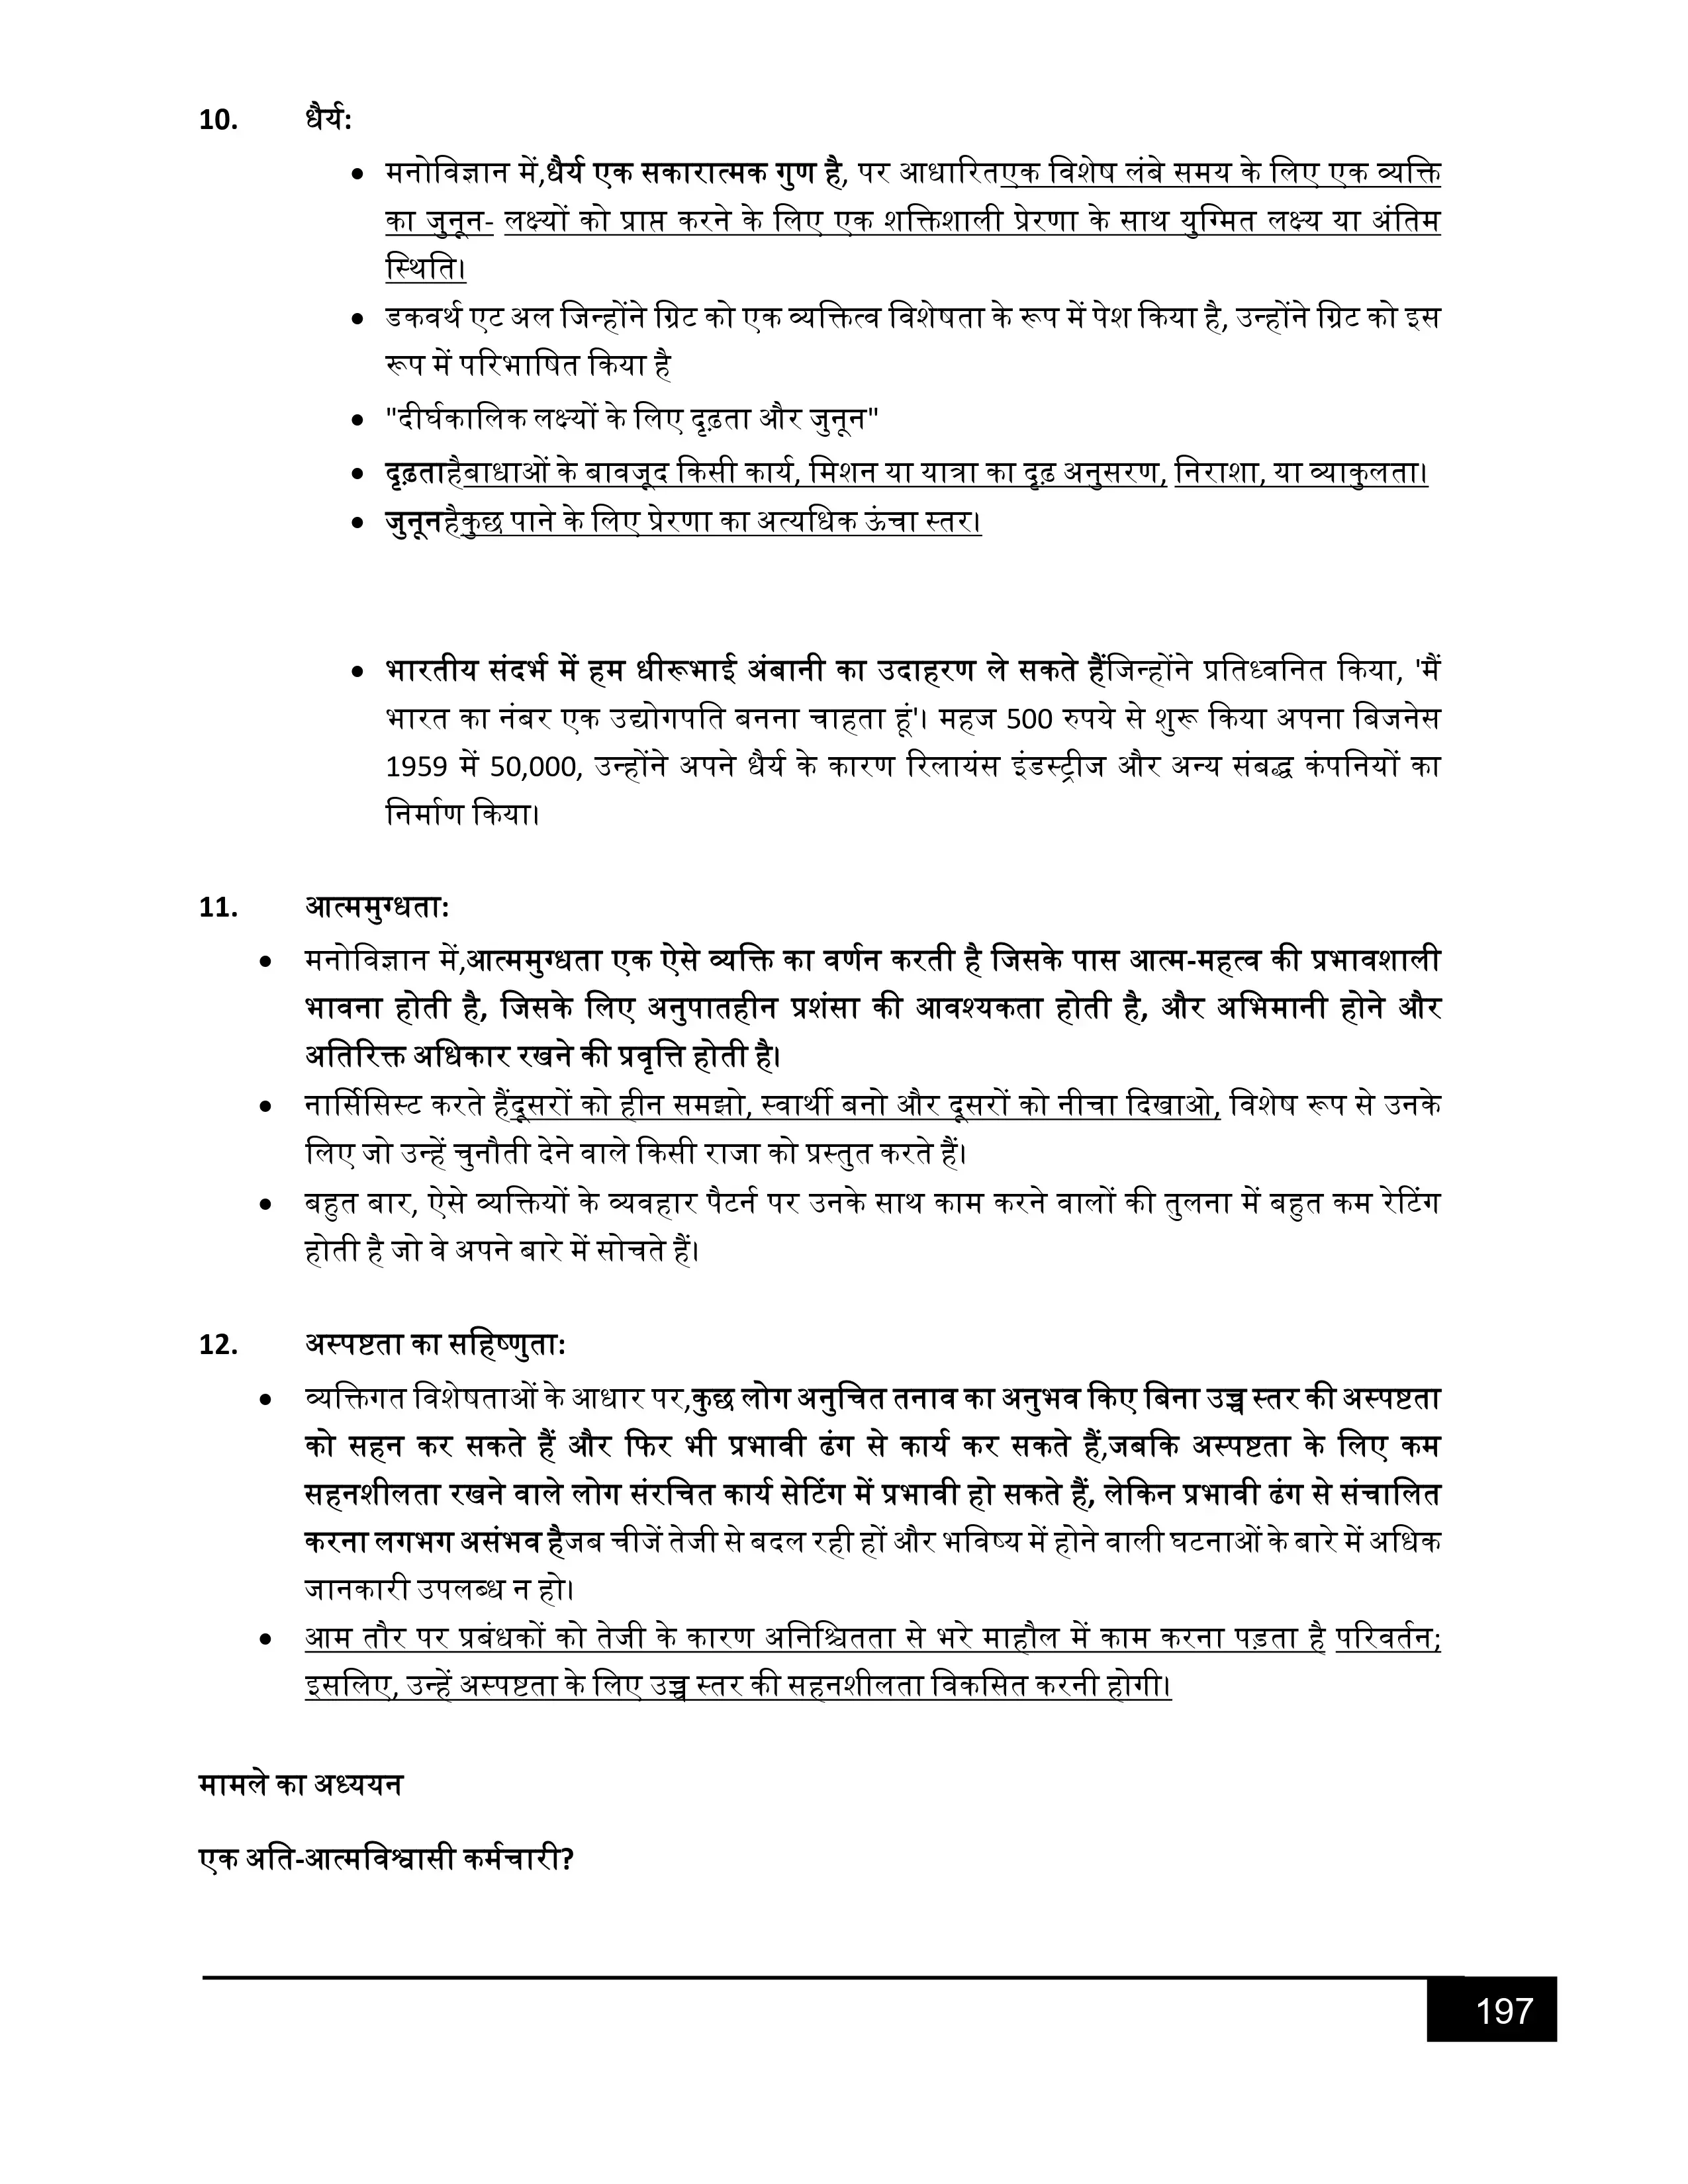 10. धैर्य:
• मनोविज्ञान में,धैर्य एक सकारात्मक गुण है, पर आधारितएक विशेष लंबे समय के लिए एक व्यक्ति
का जुनून- लक्ष्यों को प्राप्त करने के लिए एक शक्तिशाली प्रेरणा के साथ युग्मित लक्ष्य या अंतिम
स्थिति।
• डकवर्थ एट अल जिन्होंने ग्रिट को एक व्यक्तित्व विशेषता के रूप में पेश किया है, उन्होंने ग्रिट को इस
रूप में परिभाषित किया है
• "दीर्घकालिक लक्ष्यों के लिए दृढ़ता और जुनून"
• दृढ़ताहैबाधाओं के बावजूद किसी कार्य, मिशन या यात्रा का दृढ़ अनुसरण, निराशा, या व्याकुलता।
• जुनूनहैकुछ पाने के लिए प्रेरणा का अत्यधिक ऊंचा स्तर।
• भारतीय संदर्भ में हम धीरूभाई अंबानी का उदाहरण ले सकते हैंजिन्होंने प्रतिध्वनित किया, 'मैं
भारत का नंबर एक उद्योगपति बनना चाहता हूं'। महज 500 रुपये से शुरू किया अपना बिजनेस
1959 में 50,000, उन्होंने अपने धैर्य के कारण रिलायंस इंडस्ट्रीज और अन्य संबद्ध कंपनियों का
निर्माण किया।
11. आत्ममुग्धता:
• मनोविज्ञान में,आत्ममुग्धता एक ऐसे व्यक्ति का वर्णन करती है जिसके पास आत्म-महत्व की प्रभावशाली
भावना होती है, जिसके लिए अनुपातहीन प्रशंसा की आवश्यकता होती है, और अभिमानी होने और
अतिरिक्त अधिकार रखने की प्रवृत्ति होती है।
• नार्सिसिस्ट करते हैंदूसरों को हीन समझो, स्वार्थी बनो और दूसरों को नीचा दिखाओ, विशेष रूप से उनके
लिए जो उन्हें चुनौती देने वाले किसी राजा को प्रस्तुत करते हैं।
• बहुत बार, ऐसे व्यक्तियों के व्यवहार पैटर्न पर उनके साथ काम करने वालों की तुलना में बहुत कम रेटिंग
होती है जो वे अपने बारे में सोचते हैं।
12. अस्पष्टता का सहिष्णुता:
• व्यक्तिगत विशेषताओं के आधार पर,कुछ लोग अनुचित तनाव का अनुभव किए बिना उच्च स्तर की अस्पष्टता
को सहन कर सकते हैं और फिर भी प्रभावी ढंग से कार्य कर सकते हैं,जबकि अस्पष्टता के लिए कम
सहनशीलता रखने वाले लोग संरचित कार्य सेटिंग में प्रभावी हो सकते हैं, लेकिन प्रभावी ढंग से संचालित
करना लगभग असंभव हैजब चीजें तेजी से बदल रही हों और भविष्य में होने वाली घटनाओं के बारे में अधिक
जानकारी उपलब्ध न हो।
• आम तौर पर प्रबंधकों को तेजी के कारण अनिश्चितता से भरे माहौल में काम करना पड़ता है परिवर्तन;
इसलिए, उन्हें अस्पष्टता के लिए उच्च स्तर की सहनशीलता विकसित करनी होगी।
मामले का अध्ययन
एक अति-आत्मविश्वासी कर्मचारी?
197